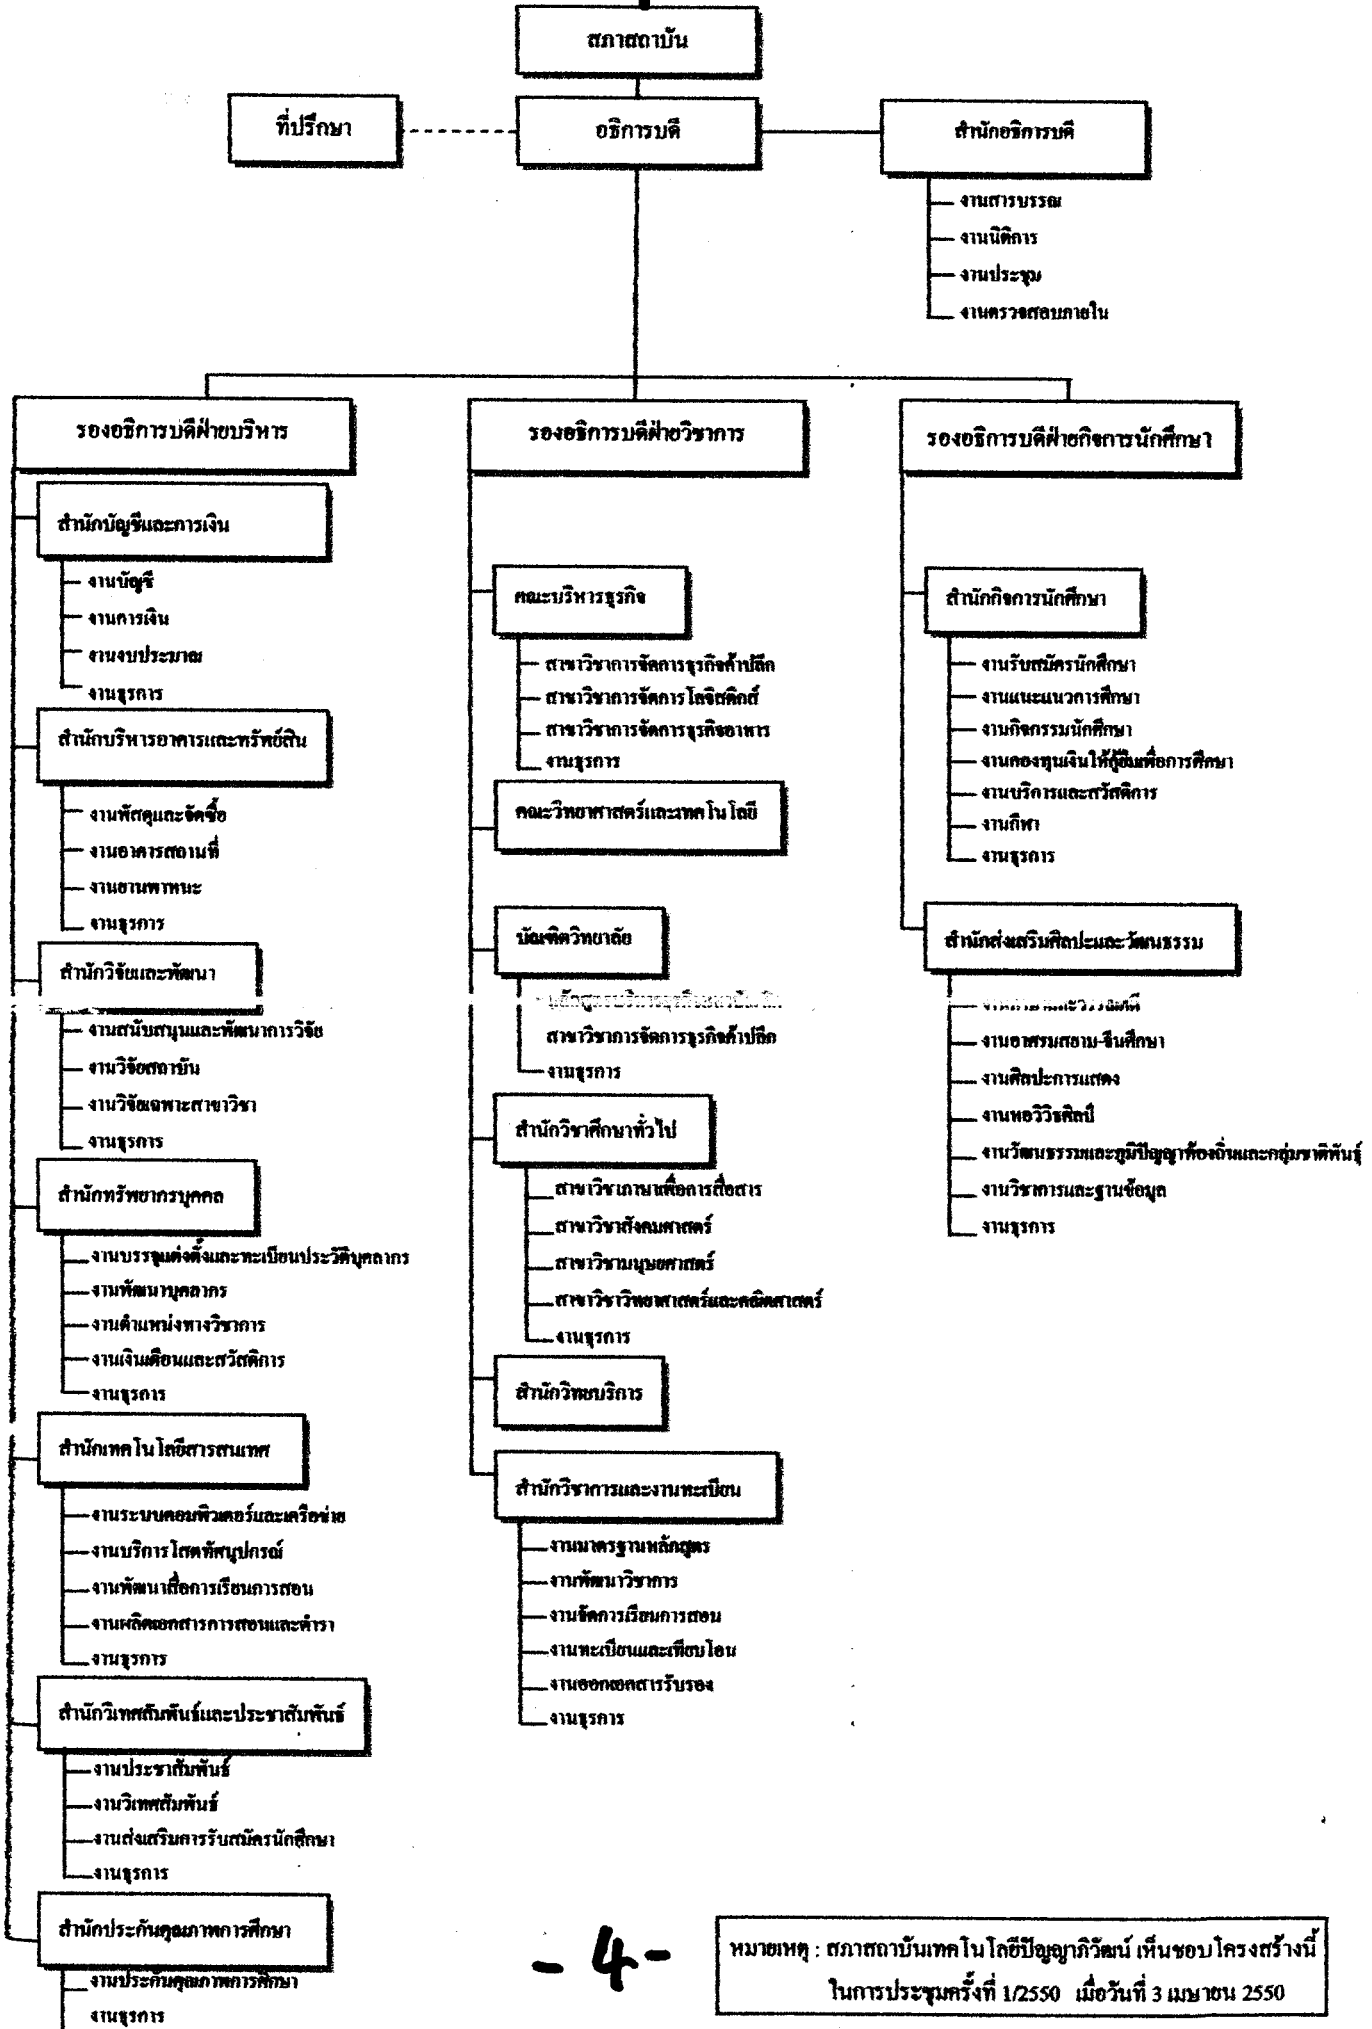 สภาสถาบัน
ที่ปรึกษา
อธิการบดี
สำนักอธิการบดี
งานสารบรรณ
งานนิติการ
งานประชุม
งานตรวจสอบภายใน
รองอธิการบดีฝ่ายบริหาร
สำนักบัญชีและการเงิน
งานบัญชี
งานการเงิน
งานงบประมาณ
งานธุรการ
สำนักบริหารอาคารและทรัพย์สิน
งานพัสดุและจัดซื้อ
งานอาคารสถานที่
งานยานพาหนะ
งานธุรการ
สำนักวิจัยและพัฒนา
งานสนับสนุนและพัฒนาการวิจัย
งานวิจัยสถาบัน
งานวิจัยเฉพาะสาขาวิชา
งานธุรการ
สำนักทรัพยากรบุคคล
งานบรรจุแต่งตั้งและทะเบียนประวัติบุคลากร
งานพัฒนาบุคลากร
งานตำแหน่งทางวิชาการ
งานเงินเดือนและสวัสดิการ
งานธุรการ
สำนักเทคโนโลยีสารสนเทศ
งานระบบคอมพิวเตอร์และเครือข่าย
งานบริการโสตทัศนูปกรณ์
งานพัฒนาสื่อการเรียนการสอน
งานผลิตเอกสารการสอนและตำรา
งานธุรการ
สำนักวิเทศสัมพันธ์และประชาสัมพันธ์
งานประชาสัมพันธ์
งานวิเทศสัมพันธ์
งานส่งเสริมการรับสมัครนักศึกษา
งานธุรการ
สำนักประกันคุณภาพการศึกษา
งานประกันคุณภาพการศึกษา
งานธุรการ
รองอธิการบดีฝ่ายวิชาการ
คณะบริหารธุรกิจ
สาขาวิชาการจัดการธุรกิจค้าปลีก
สาขาวิชาการจัดการโลจิสติกส์
สาขาวิชาการจัดการธุรกิจอาหาร
งานธุรการ
คณะวิทยาศาสตร์และเทคโนโลยี
บัณฑิตวิทยาลัย
หลักสูตรบริหารธุรกิจมหาบัณฑิต
สาขาวิชาการจัดการธุรกิจค้าปลีก
งานธุรการ
สำนักวิชาศึกษาทั่วไป
สาขาวิชาภาษาเพื่อการสื่อสาร
สาขาวิชาสังคมศาสตร์
สาขาวิชามนุษยศาสตร์
สาขาวิชาวิทยาศาสตร์และคณิตศาสตร์
งานธุรการ
สำนักวิทยบริการ
สำนักวิชาการและงานทะเบียน
งานมาตรฐานหลักสูตร
งานพัฒนาวิชาการ
งานจัดการเรียนการสอน
งานทะเบียนและเทียบโอน
งานออกเอกสารรับรอง
งานธุรการ
รองอธิการบดีฝ่ายกิจการนักศึกษา
สำนักกิจการนักศึกษา
งานรับสมัครนักศึกษา
งานแนะแนวการศึกษา
งานกิจกรรมนักศึกษา
งานกองทุนเงินให้กู้ยืมเพื่อการศึกษา
งานบริการและสวัสดิการ
งานกีฬา
งานธุรการ
สำนักส่งเสริมศิลปะและวัฒนธรรม
งานอาศรมสยาม-จีนศึกษา
งานศิลปะการแสดง
งานหอวิวิธศิลป์
งานวัฒนธรรมและภูมิปัญญาท้องถิ่นและกลุ่มชาติพันธุ์
งานวิชาการและฐานข้อมูล
งานธุรการ
- 4 -
หมายเหตุ : สภาสถาบันเทคโนโลยีปัญญาภิวัฒน์ เห็นชอบโครงสร้างนี้
ในการประชุมครั้งที่ 1/2550 เมื่อวันที่ 3 เมษายน 2550